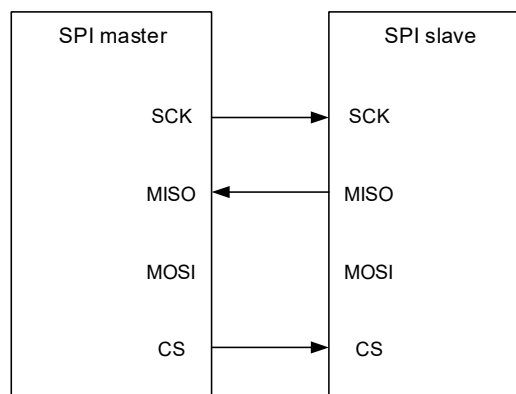 SPI master
SPI slave
SCK
SCK
MISO
MISO
MOSI
MOSI
CS
CS